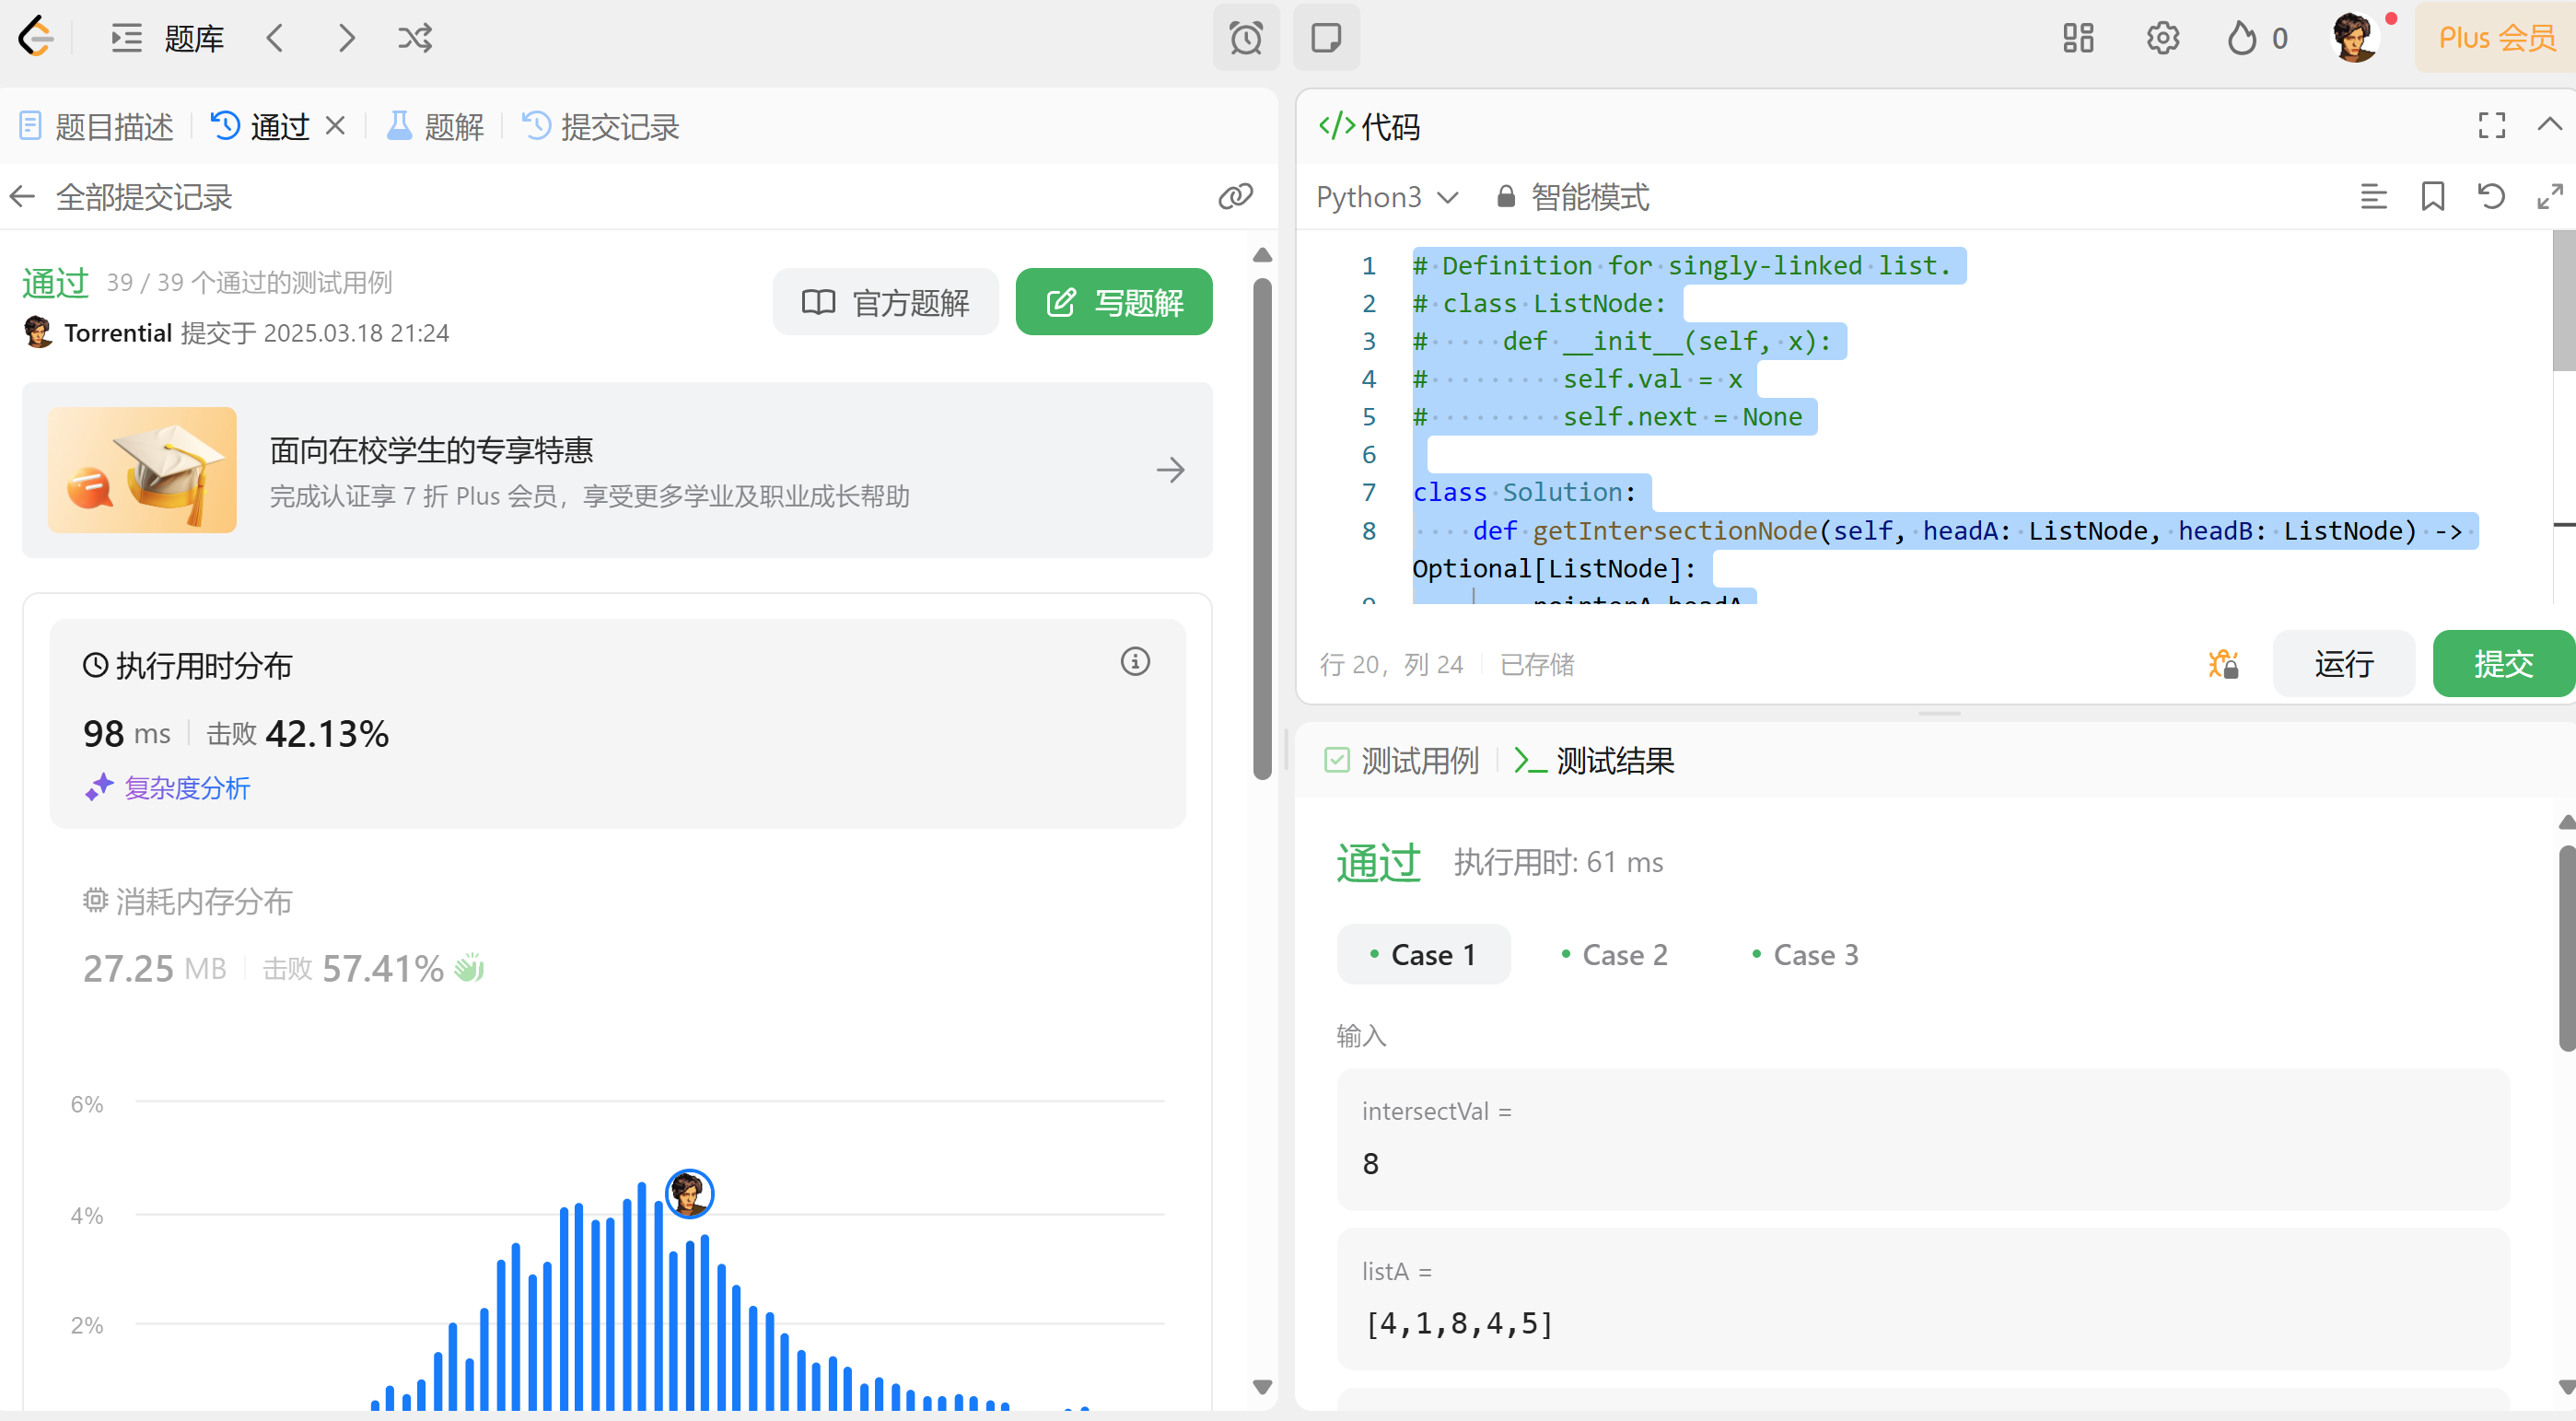 题库
0
Plus 会员
题目描述
通过
题解
提交记录
全部提交记录
通过 39 / 39 个通过的测试用例
Torrential 提交于 2025.03.18 21:24
官方题解
写题解
面向在校学生的专享特惠
完成认证享 7 折 Plus 会员，享受更多学业及职业成长帮助
执行用时分布
98 ms 击败 42.13%
复杂度分析
消耗内存分布
27.25 MB 击败 57.41%
6%
4%
2%
</> 代码
Python3 智能模式
1 # Definition for singly-linked list.
2 # class ListNode:
3 #     def __init__(self, x):
4 #         self.val = x
5 #         self.next = None
6
7 class Solution:
8     def getIntersectionNode(self, headA: ListNode, headB: ListNode) ->
Optional[ListNode]:
行 20，列 24 已存储
运行
提交
测试用例
测试结果
通过 执行用时: 61 ms
Case 1
Case 2
Case 3
输入
intersectVal =
8
listA =
[4,1,8,4,5]